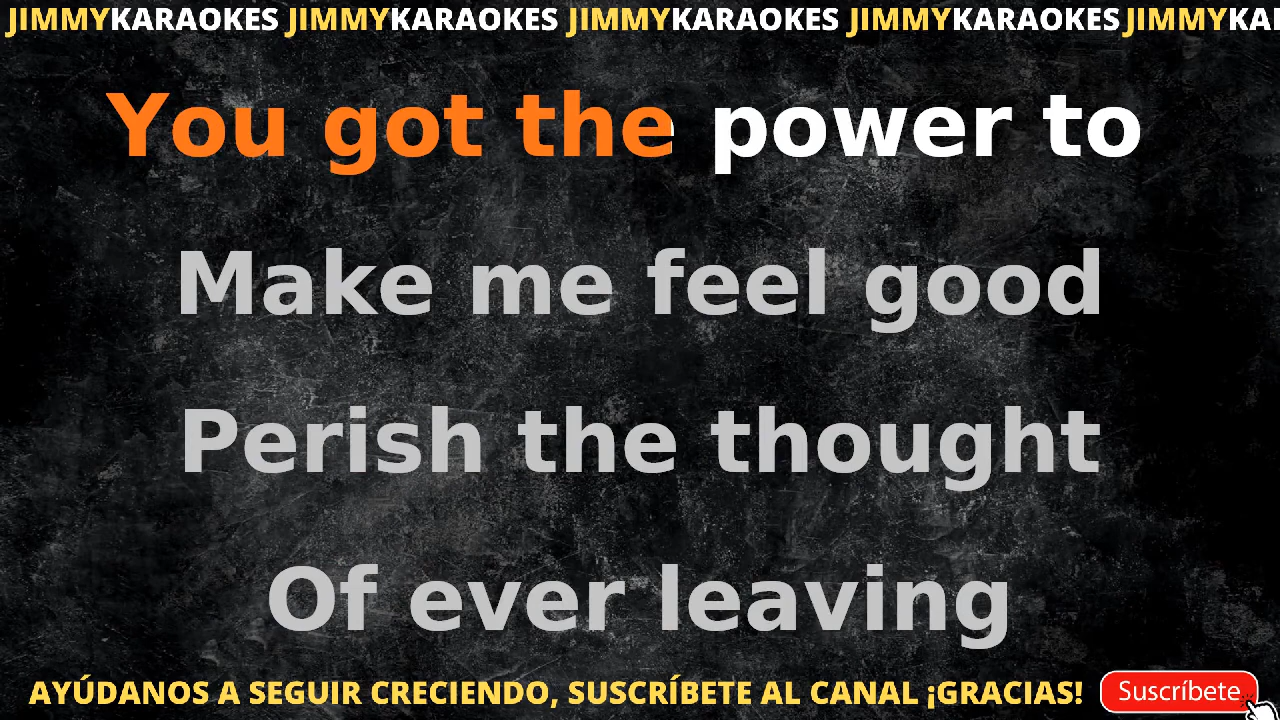 JIMMYKARAOKES JIMMYKARAOKES JIMMYKARAOKES JIMMYKARAOKES JIMMYKA
You got the power to
Make me feel good
Perish the thought
Of ever leaving
AYÚDANOS A SEGUIR CRECIENDO, SUSCRÍBETE AL CANAL ¡GRACIAS!
Suscríbete